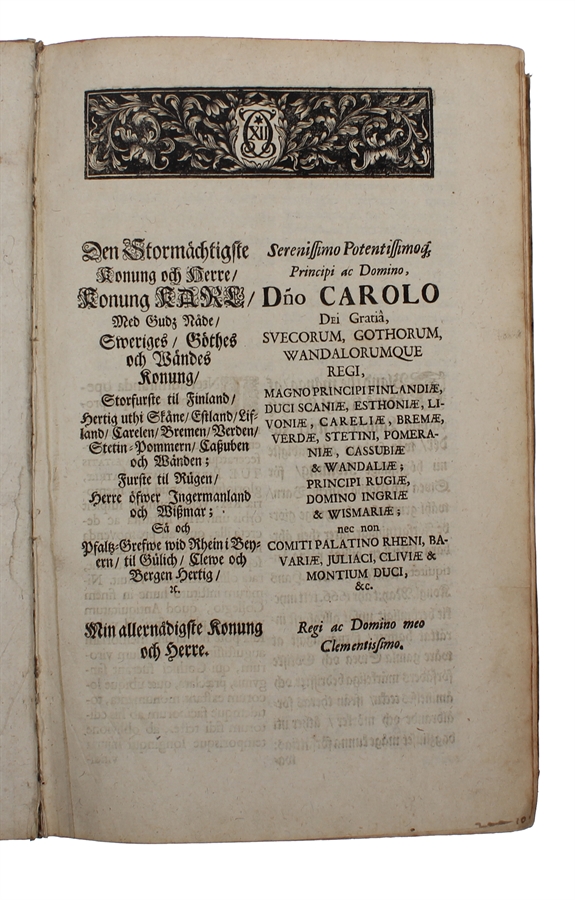 XII
Den Stormächtigste
Konung och Herre/
Konung KARL/
Med Gudz Nåde/
Sweriges/ Göthes
och Wändes
Konung/
Storfurste til Finland/
Hertig uthi Skåne/Estland/Lif-
land/Carelen/Bremen/Verden/
Stetin-Pommern/Caßuben
och Wänden;
Furste til Rügen/
Herre öfwer Ingermanland
och Wißmar;
Så och
Pfaltz-Grefwe wid Rhein i Bey-
ern/ til Gülich/ Clewe och
Bergen Hertig/
ꝛc.
Min allernådigste Konung
och Herre.
Sereniſſimo Potentiſſimoq́;
Principi ac Domino,
Dño CAROLO
DEI Gratiâ,
SVECORUM, GOTHORUM,
WANDALORUMQUE
REGI,
MAGNO PRINCIPI FINLANDIÆ,
DUCI SCANIÆ, ESTHONIÆ, LI-
VONIÆ, CARELIÆ, BREMÆ,
VERDÆ, STETINI, POMERA-
NIÆ, CASSUBIÆ
& WANDALIÆ;
PRINCIPI RUGIÆ,
DOMINO INGRIÆ
& WISMARIÆ;
nec non
COMITI PALATINO RHENI, BA-
VARIÆ, JULIACI, CLIVIÆ &
MONTIUM DUCI,
&c.
Regi ac Domino meo
Clementiſſimo.